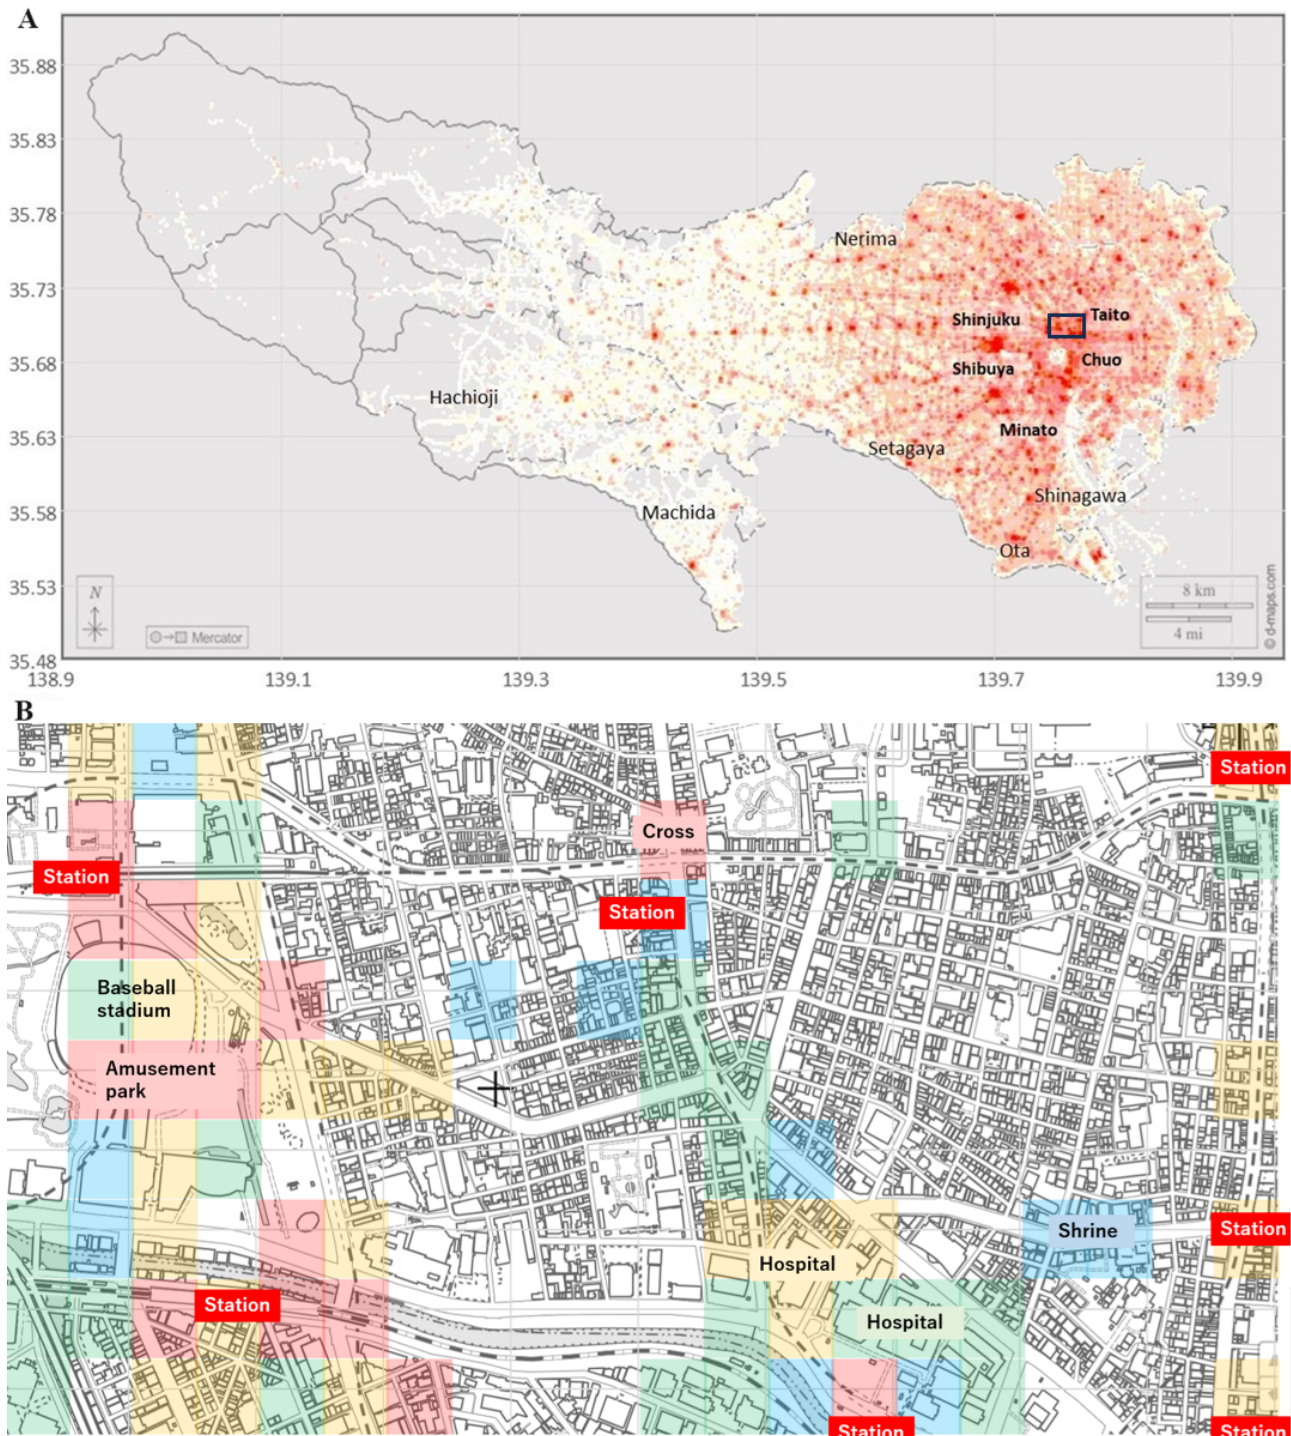 A
35.88
35.83
35.78
35.73
35.68
35.63
35.58
35.53
35.48
138.9
139.1
139.3
139.5
139.7
139.9
Nerima
Shinjuku
Taito
Shibuya
Chuo
Hachioji
Minato
Setagaya
Shinagawa
Machida
Ota
N
Mercator
8 km
4 mi
© d-maps.com
B
Station
Cross
Station
Station
Baseball
stadium
Amusement
park
Shrine
Station
Hospital
Station
Hospital
Station
Station